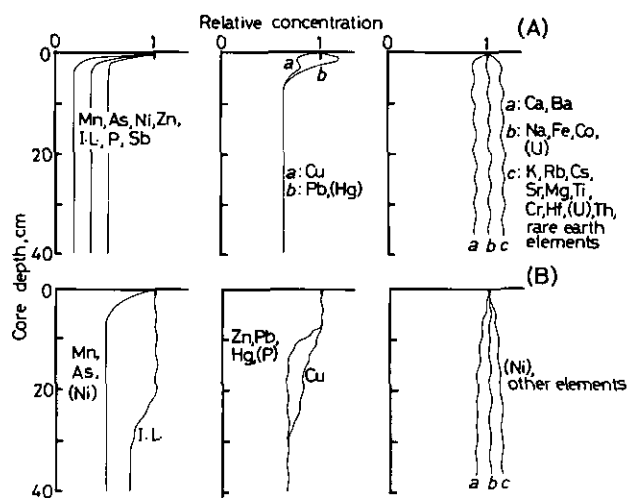 Relative concentration
(A)
0 1 0 1 0 1
0
20
40
Mn, As, Ni, Zn,
I.L., P, Sb
a
b
a: Cu
b: Pb,(Hg)
a: Ca, Ba
b: Na, Fe, Co,
(U)
c: K, Rb, Cs,
Sr, Mg, Ti,
Cr, Hf, (U), Th,
rare earth
elements
a b c
Core depth, cm
(B)
0
20
40
Mn,
As,
(Ni)
I.L.
Zn,Pb,
Hg,(P)
Cu
(Ni),
other elements
a b c